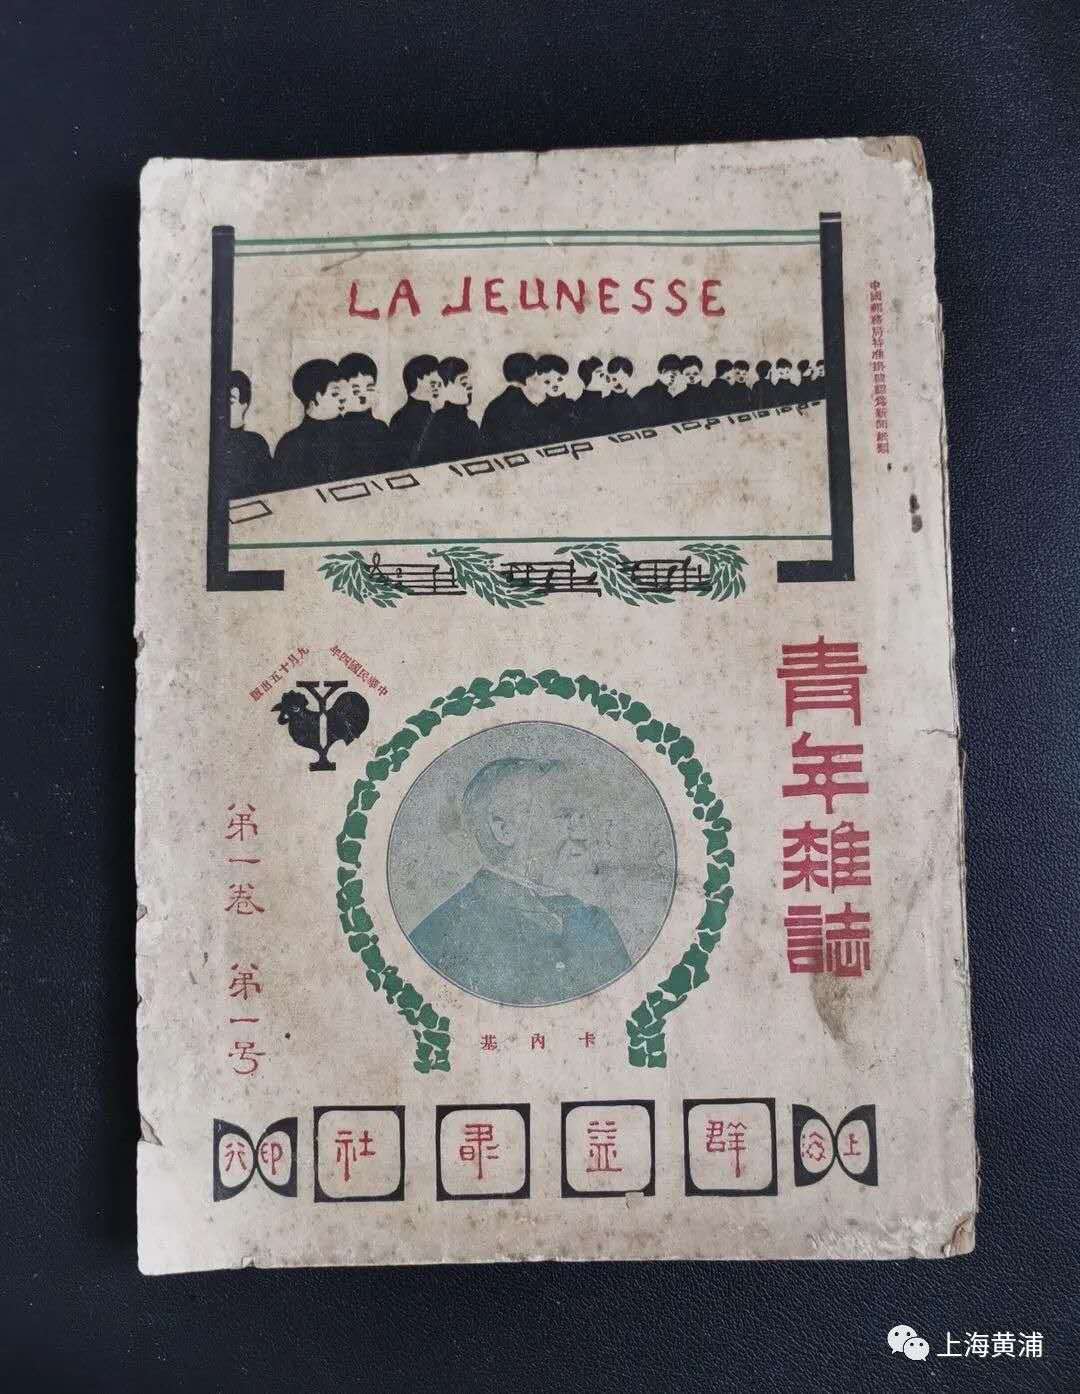 LA JEUNESSE
中國郵務局特准掛號認爲新聞紙類
青年雜誌
中華民國四年九月十五出版
第一卷 第一号
卡內基
上海 群益書社 印行
上海黄浦